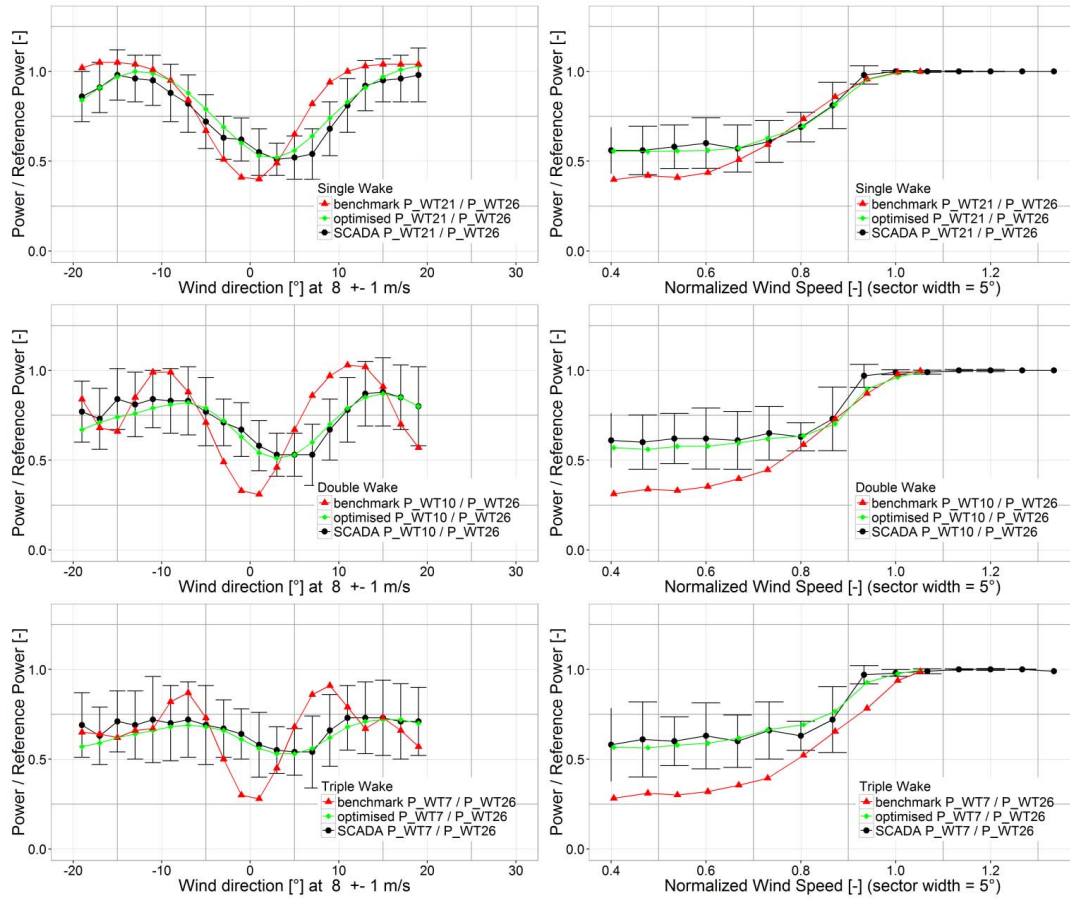 Power / Reference Power [-]
1.0
0.5
0.0
Single Wake
benchmark P_WT21 / P_WT26
optimised P_WT21 / P_WT26
SCADA P_WT21 / P_WT26
-20 -10 0 10 20 30
Wind direction [°] at 8 +- 1 m/s
Power / Reference Power [-]
1.0
0.5
0.0
Single Wake
benchmark P_WT21 / P_WT26
optimised P_WT21 / P_WT26
SCADA P_WT21 / P_WT26
0.4 0.6 0.8 1.0 1.2
Normalized Wind Speed [-] (sector width = 5°)
Power / Reference Power [-]
1.0
0.5
0.0
Double Wake
benchmark P_WT10 / P_WT26
optimised P_WT10 / P_WT26
SCADA P_WT10 / P_WT26
-20 -10 0 10 20 30
Wind direction [°] at 8 +- 1 m/s
Power / Reference Power [-]
1.0
0.5
0.0
Double Wake
benchmark P_WT10 / P_WT26
optimised P_WT10 / P_WT26
SCADA P_WT10 / P_WT26
0.4 0.6 0.8 1.0 1.2
Normalized Wind Speed [-] (sector width = 5°)
Power / Reference Power [-]
1.0
0.5
0.0
Triple Wake
benchmark P_WT7 / P_WT26
optimised P_WT7 / P_WT26
SCADA P_WT7 / P_WT26
-20 -10 0 10 20 30
Wind direction [°] at 8 +- 1 m/s
Power / Reference Power [-]
1.0
0.5
0.0
Triple Wake
benchmark P_WT7 / P_WT26
optimised P_WT7 / P_WT26
SCADA P_WT7 / P_WT26
0.4 0.6 0.8 1.0 1.2
Normalized Wind Speed [-] (sector width = 5°)